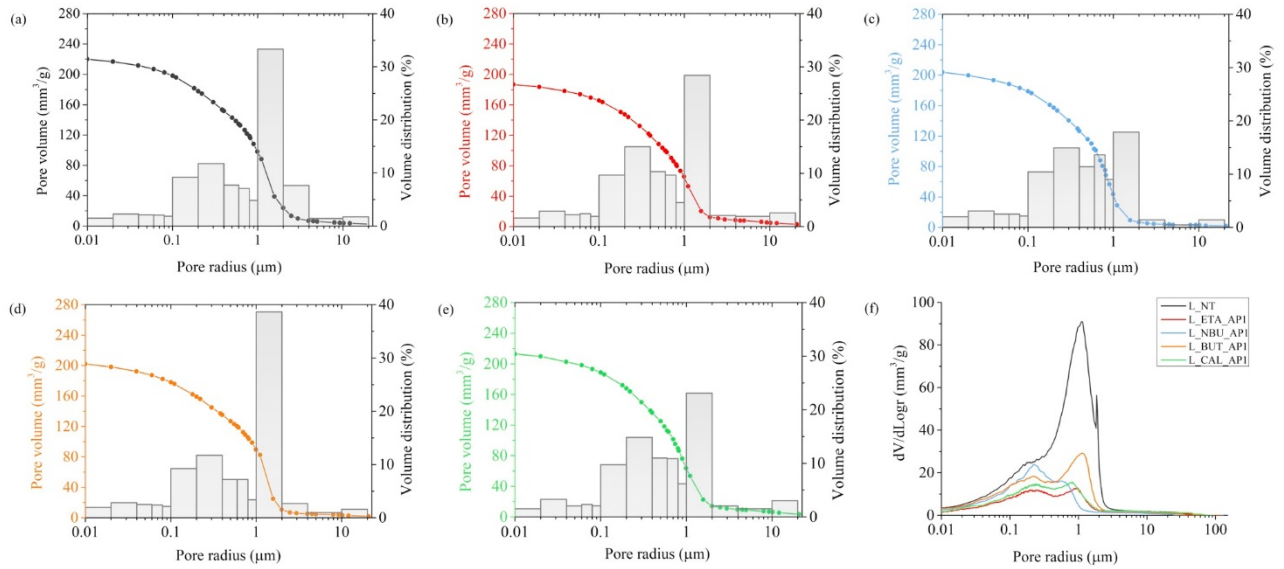 (a)
280
240
200
160
120
80
40
0
Pore volume (mm³/g)
40
30
20
10
0
Volume distribution (%)
0.01 0.1 1 10
Pore radius (μm)
(b)
280
240
200
160
120
80
40
0
Pore volume (mm³/g)
40
30
20
10
0
Volume distribution (%)
0.01 0.1 1 10
Pore radius (μm)
(c)
280
240
200
160
120
80
40
0
Pore volume (mm³/g)
40
30
20
10
0
Volume distribution (%)
0.01 0.1 1 10
Pore radius (μm)
(d)
280
240
200
160
120
80
40
0
Pore volume (mm³/g)
40
30
20
10
0
Volume distribution (%)
0.01 0.1 1 10
Pore radius (μm)
(e)
280
240
200
160
120
80
40
0
Pore volume (mm³/g)
40
30
20
10
0
Volume distribution (%)
0.01 0.1 1 10
Pore radius (μm)
(f)
100
80
60
40
20
0
dV/dLogr (mm³/g)
L_NT
L_ETA_AP1
L_NBU_AP1
L_BUT_AP1
L_CAL_AP1
0.01 0.1 1 10 100
Pore radius (μm)